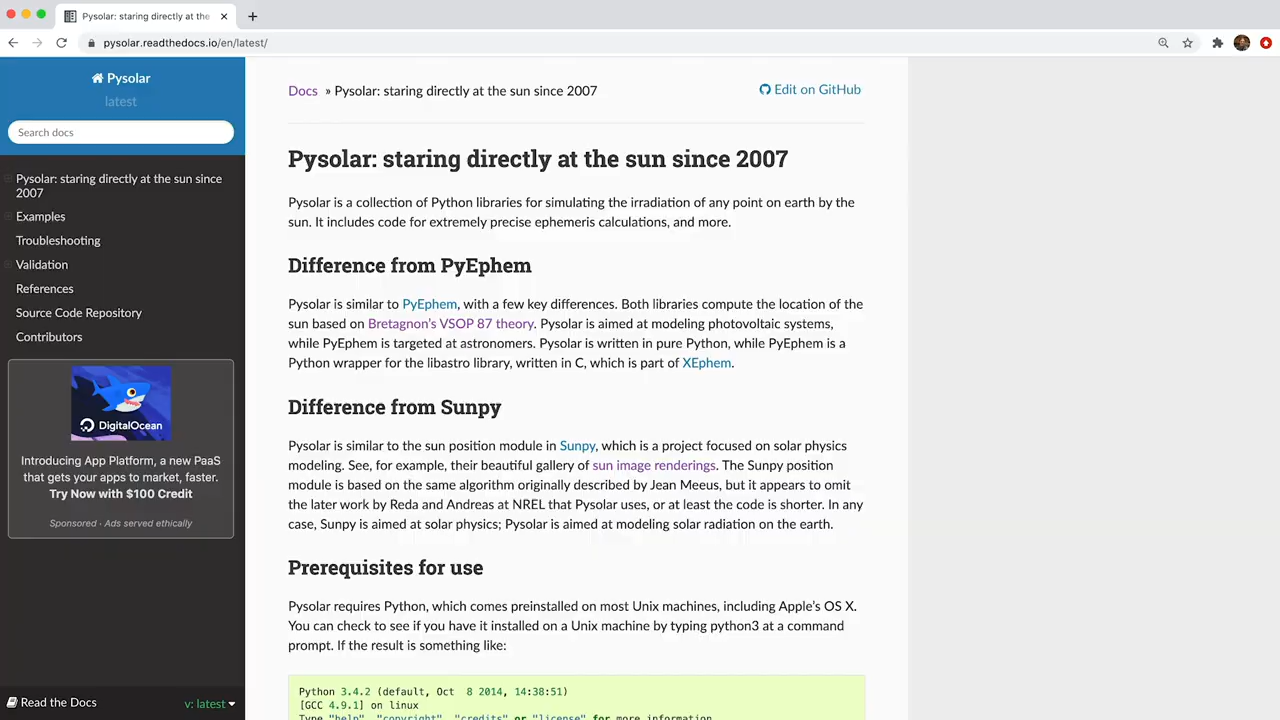 Pysolar: staring directly at the
pysolar.readthedocs.io/en/latest/
Pysolar
latest
Search docs
Pysolar: staring directly at the sun since
2007
Examples
Troubleshooting
Validation
References
Source Code Repository
Contributors
DigitalOcean
Introducing App Platform, a new PaaS
that gets your apps to market, faster.
Try Now with $100 Credit
Sponsored · Ads served ethically
Read the Docs
v: latest
Docs » Pysolar: staring directly at the sun since 2007
Edit on GitHub
Pysolar: staring directly at the sun since 2007
Pysolar is a collection of Python libraries for simulating the irradiation of any point on earth by the
sun. It includes code for extremely precise ephemeris calculations, and more.
Difference from PyEphem
Pysolar is similar to PyEphem, with a few key differences. Both libraries compute the location of the
sun based on Bretagnon's VSOP 87 theory. Pysolar is aimed at modeling photovoltaic systems,
while PyEphem is targeted at astronomers. Pysolar is written in pure Python, while PyEphem is a
Python wrapper for the libastro library, written in C, which is part of XEphem.
Difference from Sunpy
Pysolar is similar to the sun position module in Sunpy, which is a project focused on solar physics
modeling. See, for example, their beautiful gallery of sun image renderings. The Sunpy position
module is based on the same algorithm originally described by Jean Meeus, but it appears to omit
the later work by Reda and Andreas at NREL that Pysolar uses, or at least the code is shorter. In any
case, Sunpy is aimed at solar physics; Pysolar is aimed at modeling solar radiation on the earth.
Prerequisites for use
Pysolar requires Python, which comes preinstalled on most Unix machines, including Apple's OS X.
You can check to see if you have it installed on a Unix machine by typing python3 at a command
prompt. If the result is something like:
Python 3.4.2 (default, Oct  8 2014, 14:38:51)
[GCC 4.9.1] on linux
Type "help", "copyright", "credits" or "license" for more information